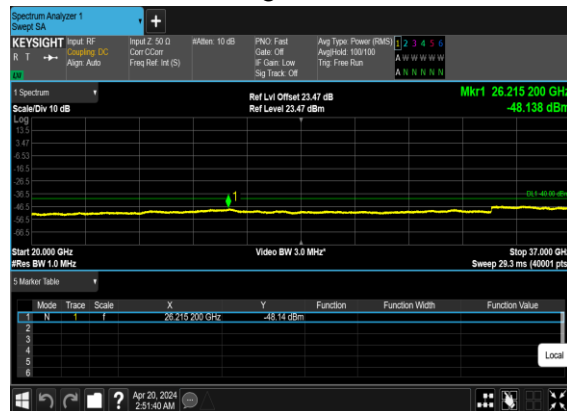 Spectrum Analyzer 1
Swept SA
KEYSIGHT Input: RF Input Z: 50 Ω #Atten: 10 dB PNO: Fast Avg Type: Power (RMS) 1 2 3 4 5 6
R T Coupling: DC Corr CCorr Gate: Off Avg|Hold: 100/100 A W W W W W
Align: Auto Freq Ref: Int (S) IF Gain: Low Trig: Free Run
Sig Track: Off A N N N N N
1 Spectrum Ref Lvl Offset 23.47 dB Mkr1 26.215 200 GHz
Scale/Div 10 dB Ref Level 23.47 dBm -48.138 dBm
Log
13.5
3.47
-6.53
-16.5
-26.5
-36.5 1 DL1 -40.00 dBm
-46.5
-56.5
-66.5
Start 20.000 GHz Video BW 3.0 MHz* Stop 37.000 GHz
#Res BW 1.0 MHz Sweep 29.3 ms (40001 pts
5 Marker Table
Mode Trace Scale X Y Function Function Width Function Value
1 N 1 f 26.215 200 GHz -48.14 dBm
2
3
4
5
6
Local
? Apr 20, 2024
2:51:40 AM